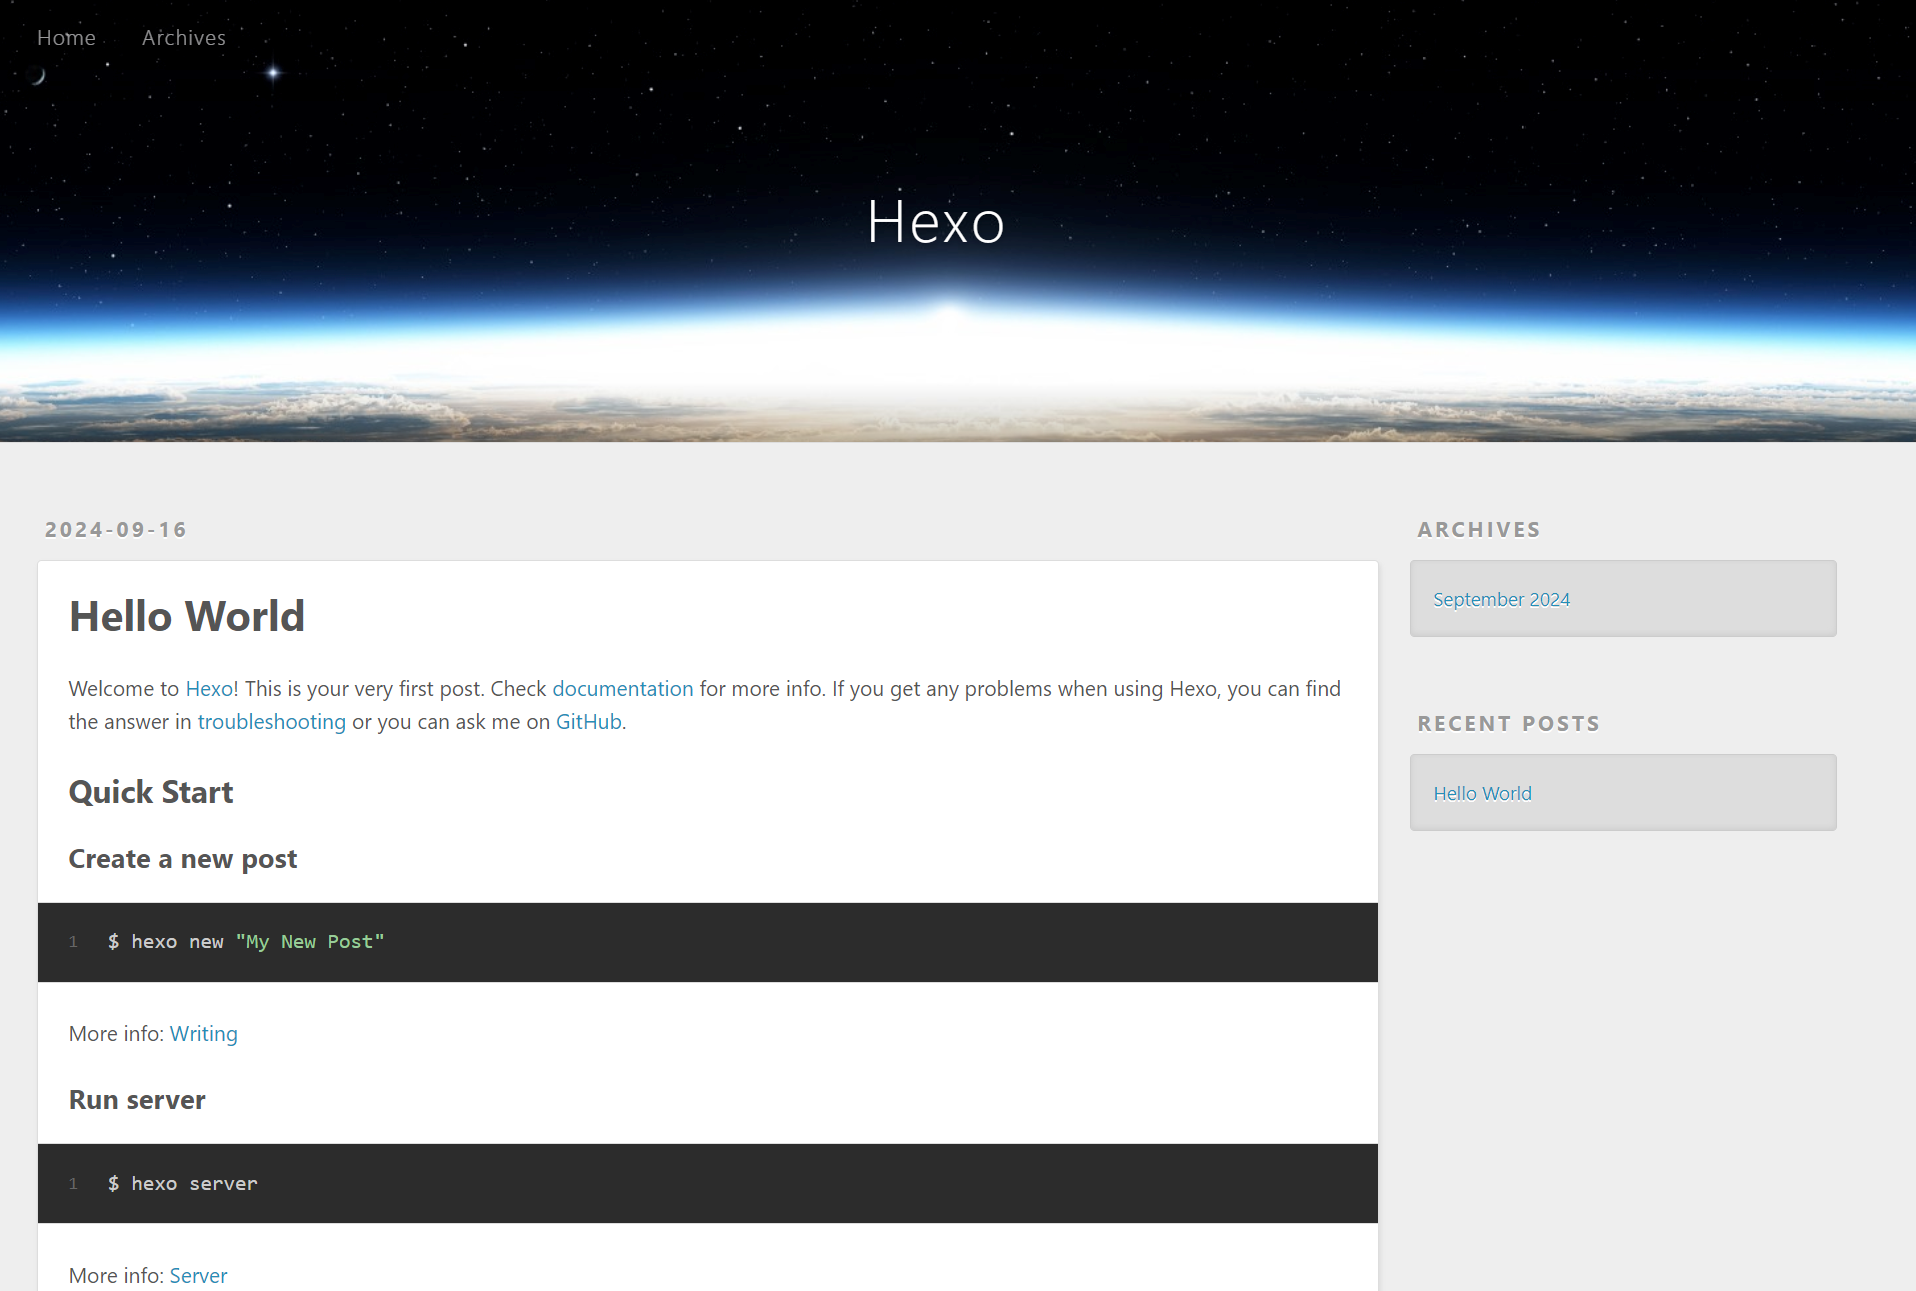 Home Archives
Hexo
2024-09-16
Hello World
Welcome to Hexo! This is your very first post. Check documentation for more info. If you get any problems when using Hexo, you can find
the answer in troubleshooting or you can ask me on GitHub.
Quick Start
Create a new post
1 $ hexo new "My New Post"
More info: Writing
Run server
1 $ hexo server
More info: Server
ARCHIVES
September 2024
RECENT POSTS
Hello World